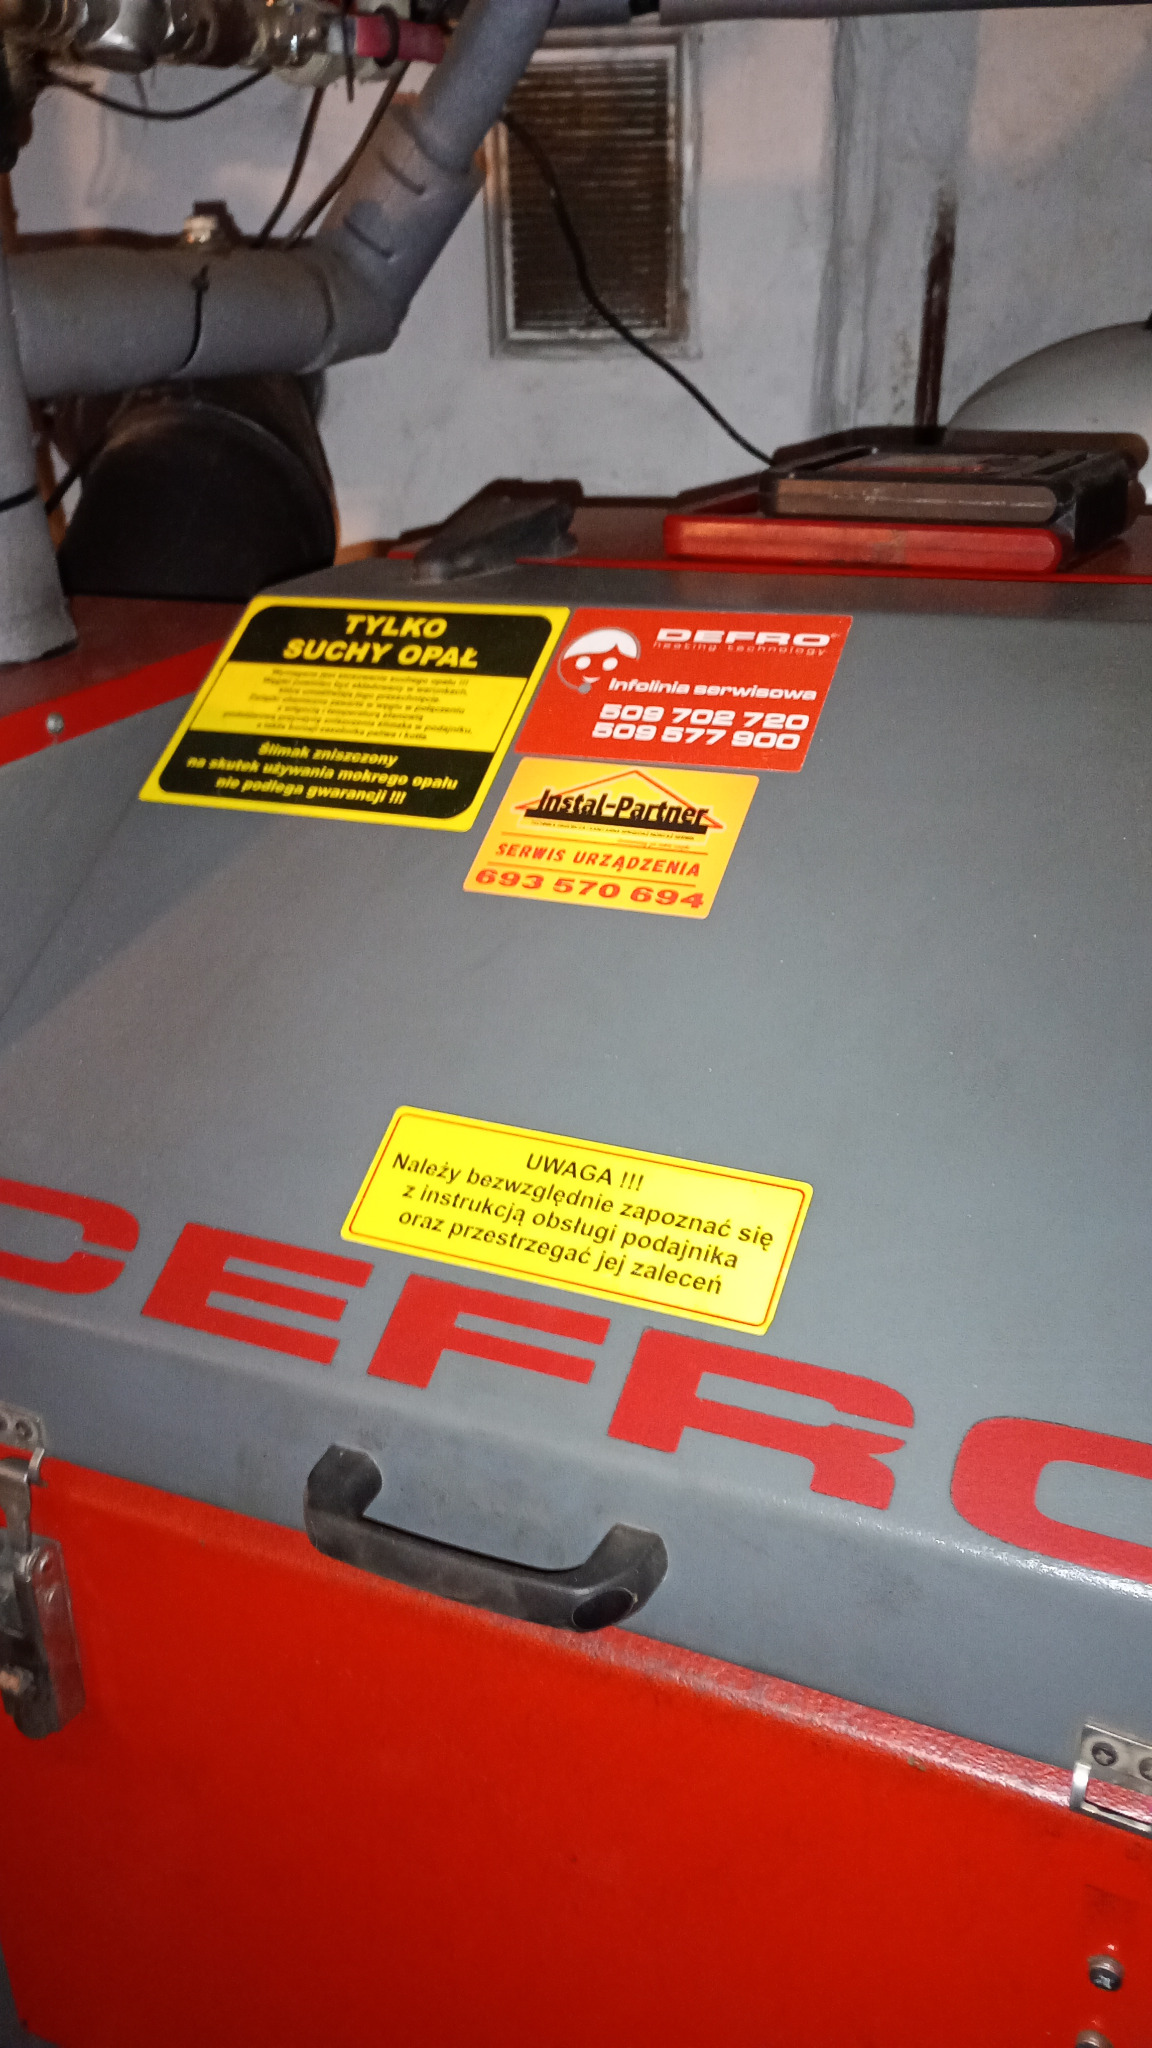 TYLKO
SUCHY OPAŁ
Ślimak zniszczony
na skutek używania mokrego opału
nie podlega gwarancji !!!
DEFRO
heating technology
Infolinia serwisowa
509 702 720
509 577 900
Instal-Partner
SERWIS URZĄDZENIA
693 570 694
UWAGA !!!
Należy bezwzględnie zapoznać się
z instrukcją obsługi podajnika
oraz przestrzegać jej zaleceń
DEFRO